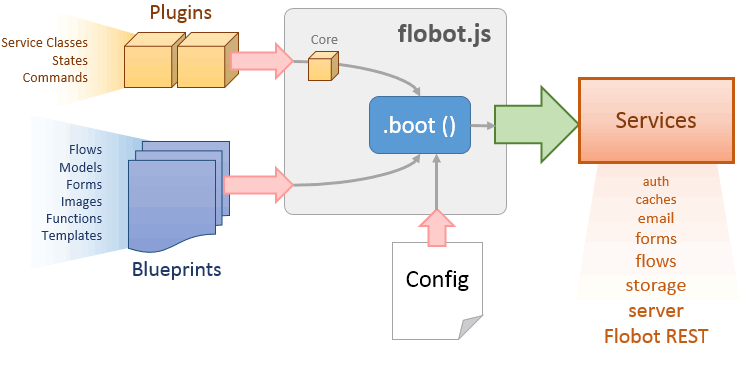 Plugins
Service Classes
States
Commands
Core
flobot.js
.boot ()
Services
Flows
Models
Forms
Images
Functions
Templates
Blueprints
Config
auth
caches
email
forms
flows
storage
server
Flobot REST